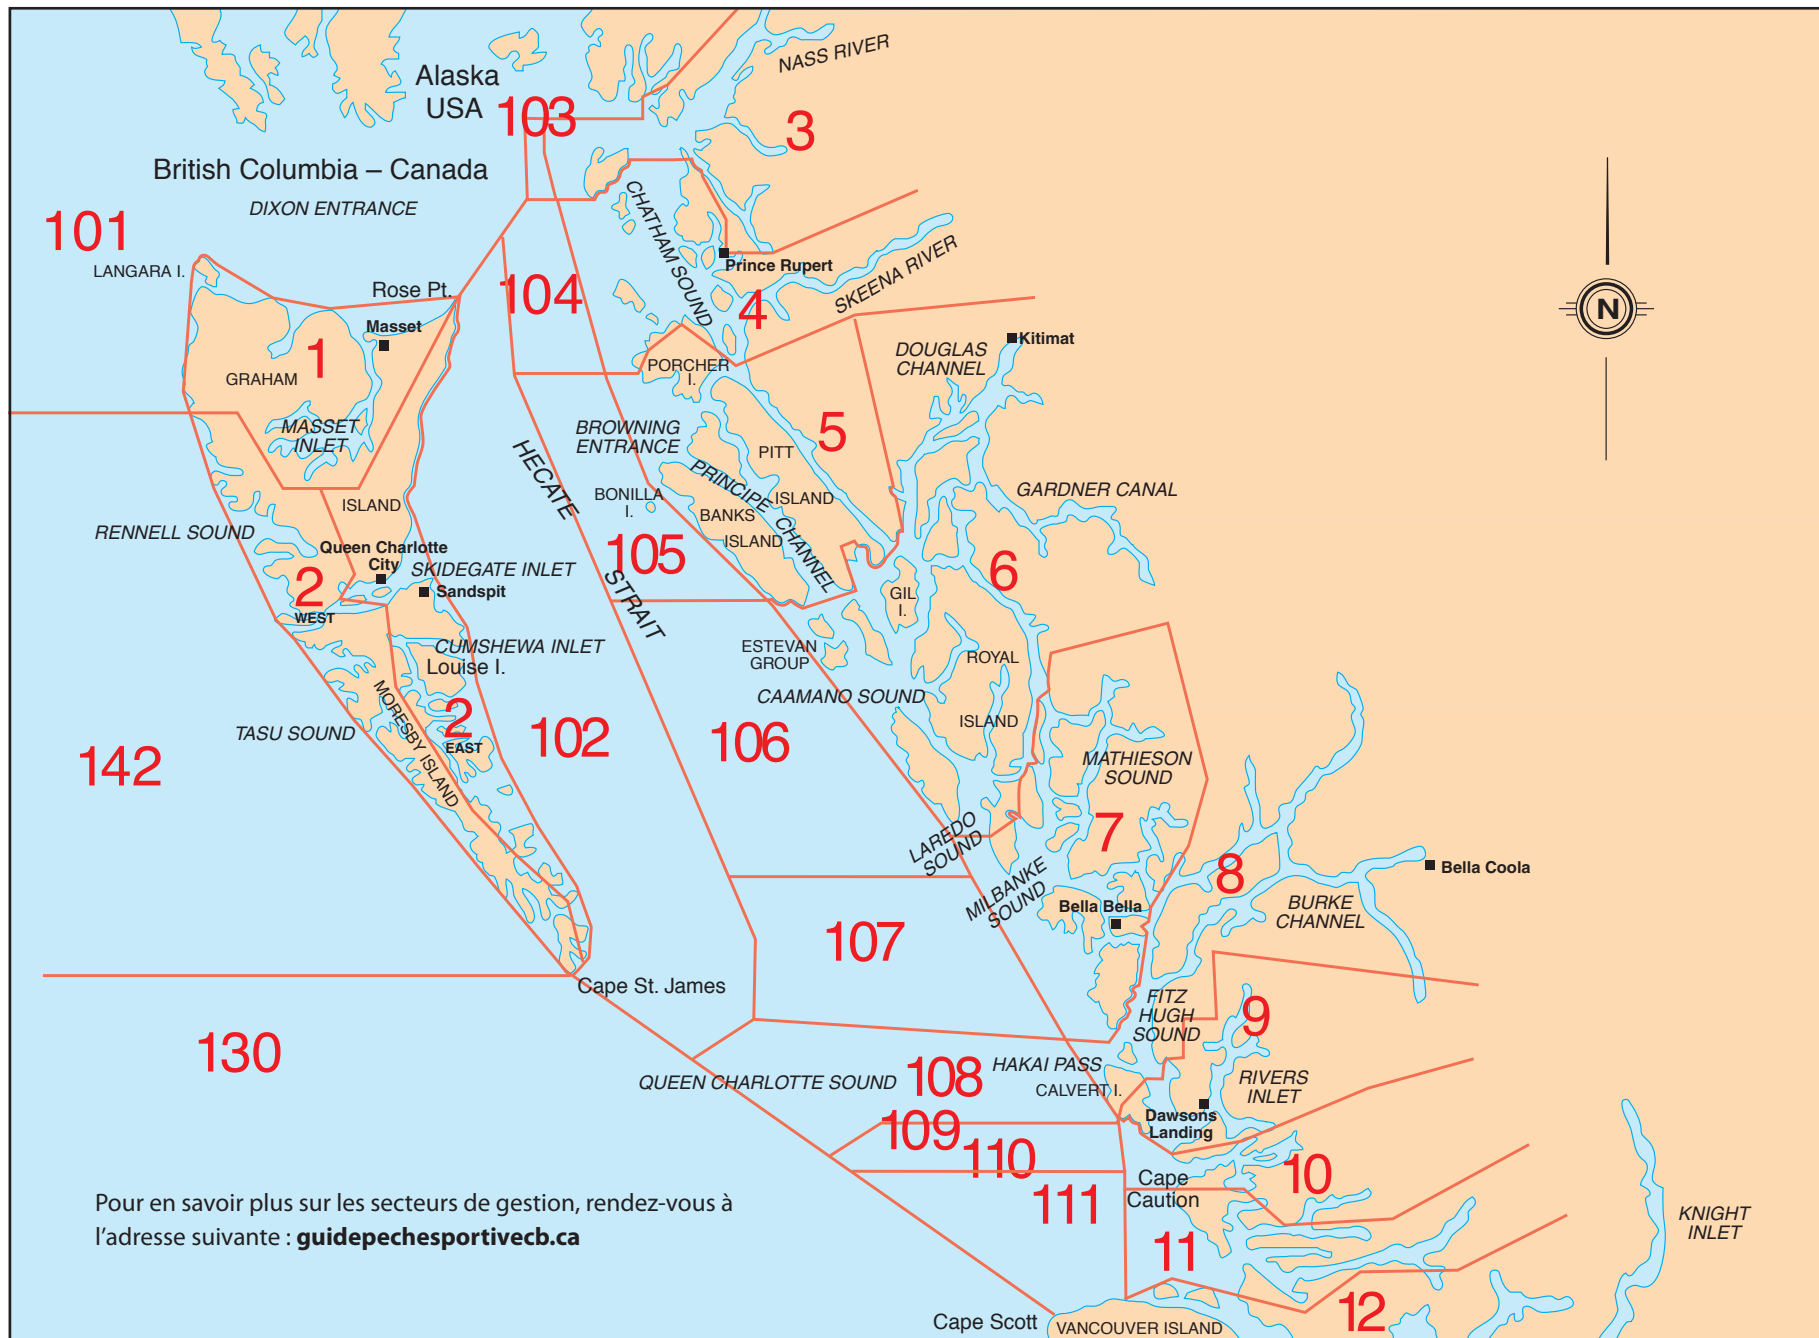 NASS RIVER
Alaska
USA
103
3
British Columbia – Canada
DIXON ENTRANCE
101
CHATHAM SOUND
LANGARA I.
Rose Pt.
104
Prince Rupert
SKEENA RIVER
4
N
Masset
1
GRAHAM
PORCHER
I.
DOUGLAS
CHANNEL
Kitimat
MASSET
INLET
BROWNING
ENTRANCE
5
PITT
HECATE
PRINCIPE CHANNEL
ISLAND
GARDNER CANAL
BONILLA
I.
BANKS
ISLAND
ISLAND
RENNELL SOUND
Queen Charlotte
City
SKIDEGATE INLET
Sandspit
105
STRAIT
2
WEST
6
GIL
I.
CUMSHEWA INLET
Louise I.
ESTEVAN
GROUP
ROYAL
CAAMANO SOUND
ISLAND
MORESBY ISLAND
2
EAST
TASU SOUND
102
106
142
MATHIESON
SOUND
7
LAREDO
SOUND
8
Bella Coola
MILBANKE
SOUND
Bella Bella
BURKE
CHANNEL
107
Cape St. James
FITZ
HUGH
SOUND
9
130
QUEEN CHARLOTTE SOUND
108
HAKAI PASS
CALVERT I.
RIVERS
INLET
Dawsons
Landing
109
110
10
Cape
Caution
111
Pour en savoir plus sur les secteurs de gestion, rendez-vous à
l’adresse suivante : guidepechesportivecb.ca
KNIGHT
INLET
11
12
Cape Scott
VANCOUVER ISLAND